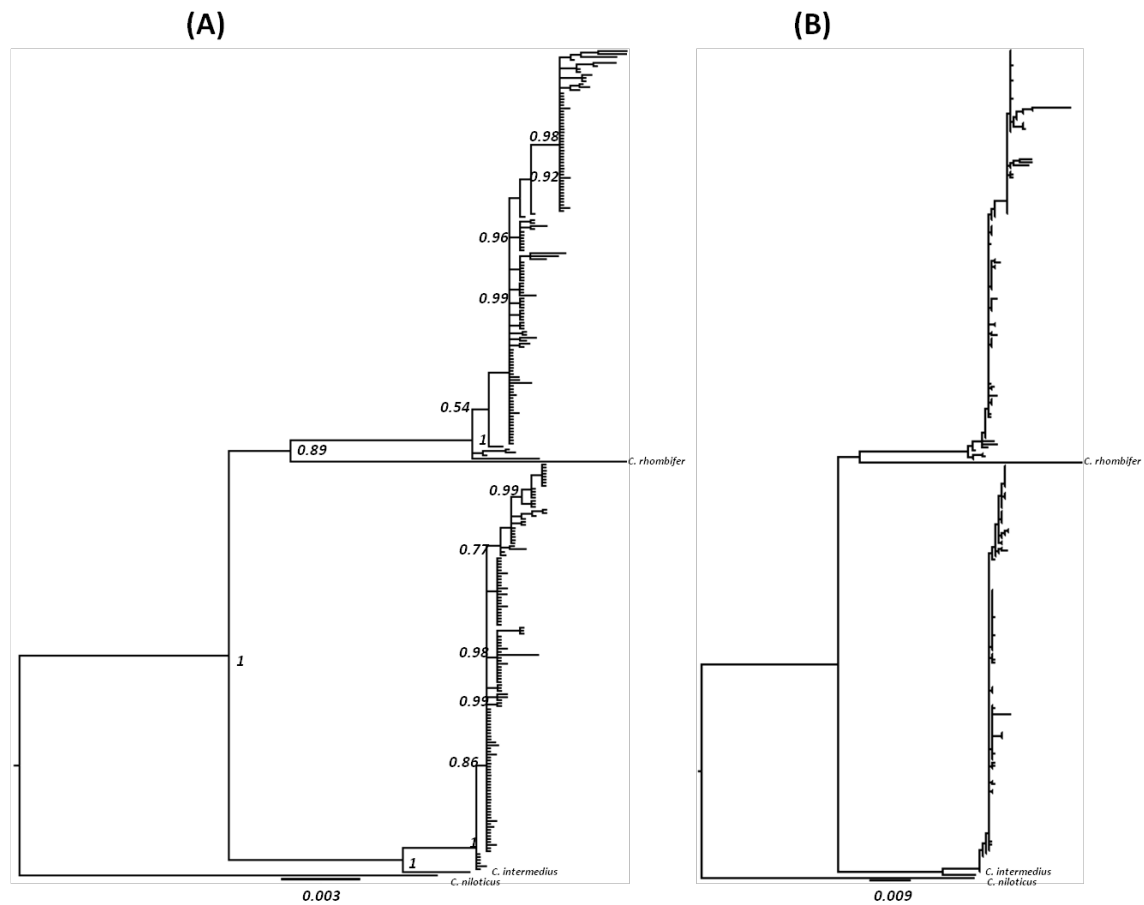 (A)
(B)
0.98
0.92
0.96
0.99
0.54
1
0.89
C. rhombifer
C. rhombifer
0.99
0.77
1
0.98
0.99
0.86
1
1
C. intermedius
C. niloticus
C. intermedius
C. niloticus
0.003
0.009